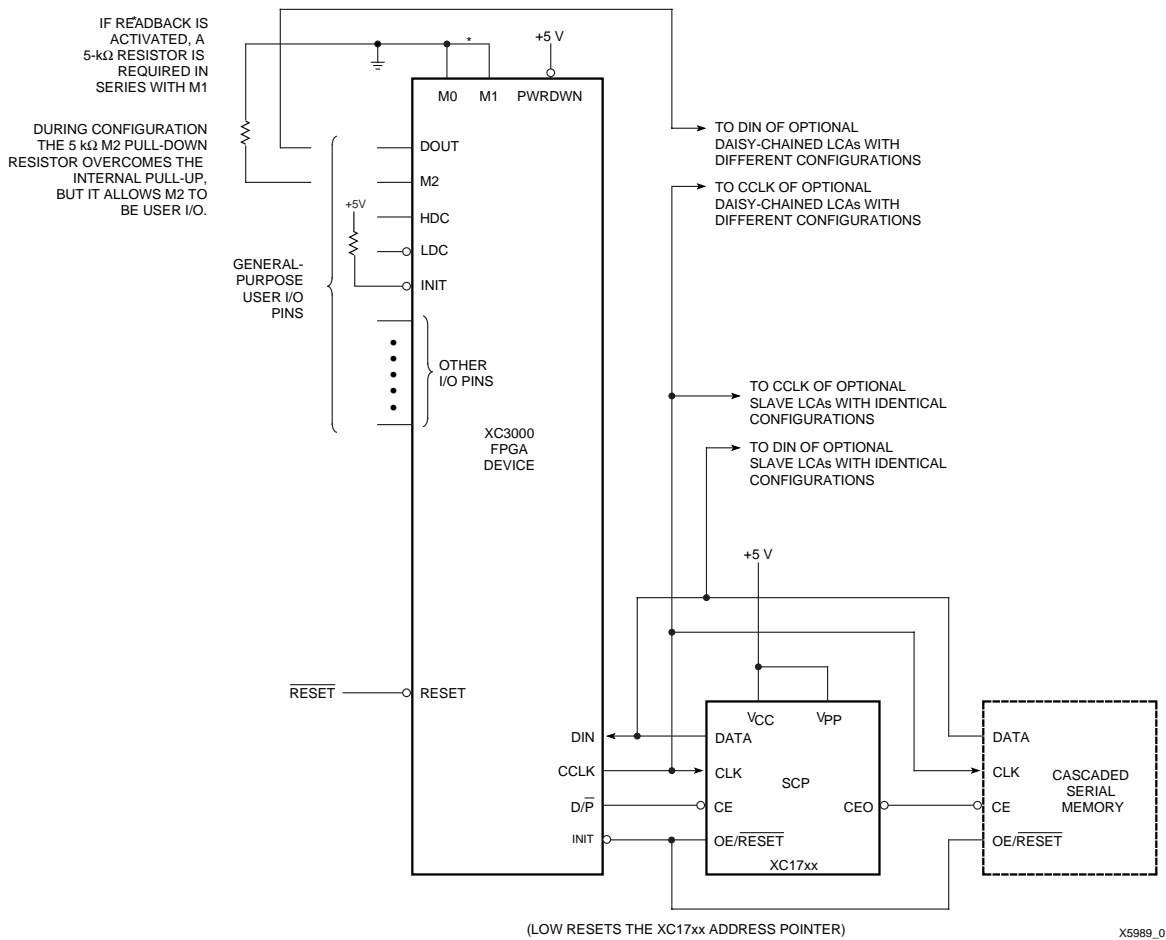 IF READBACK IS
ACTIVATED, A
5-kΩ RESISTOR IS
REQUIRED IN
SERIES WITH M1
*
*
+5 V
M0 M1 PWRDWN
DURING CONFIGURATION
THE 5 kΩ M2 PULL-DOWN
RESISTOR OVERCOMES THE
INTERNAL PULL-UP,
BUT IT ALLOWS M2 TO
BE USER I/O.
DOUT
M2
+5V
HDC
LDC
INIT
GENERAL-
PURPOSE
USER I/O
PINS
OTHER
I/O PINS
XC3000
FPGA
DEVICE
TO DIN OF OPTIONAL
DAISY-CHAINED LCAs WITH
DIFFERENT CONFIGURATIONS
TO CCLK OF OPTIONAL
DAISY-CHAINED LCAs WITH
DIFFERENT CONFIGURATIONS
TO CCLK OF OPTIONAL
SLAVE LCAs WITH IDENTICAL
CONFIGURATIONS
TO DIN OF OPTIONAL
SLAVE LCAs WITH IDENTICAL
CONFIGURATIONS
+5 V
RESET
RESET
DIN
CCLK
D/P
INIT
VCC VPP
DATA
CLK
SCP
CE CEO
OE/RESET
XC17xx
DATA
CLK
CE
OE/RESET
CASCADED
SERIAL
MEMORY
(LOW RESETS THE XC17xx ADDRESS POINTER)
X5989_0